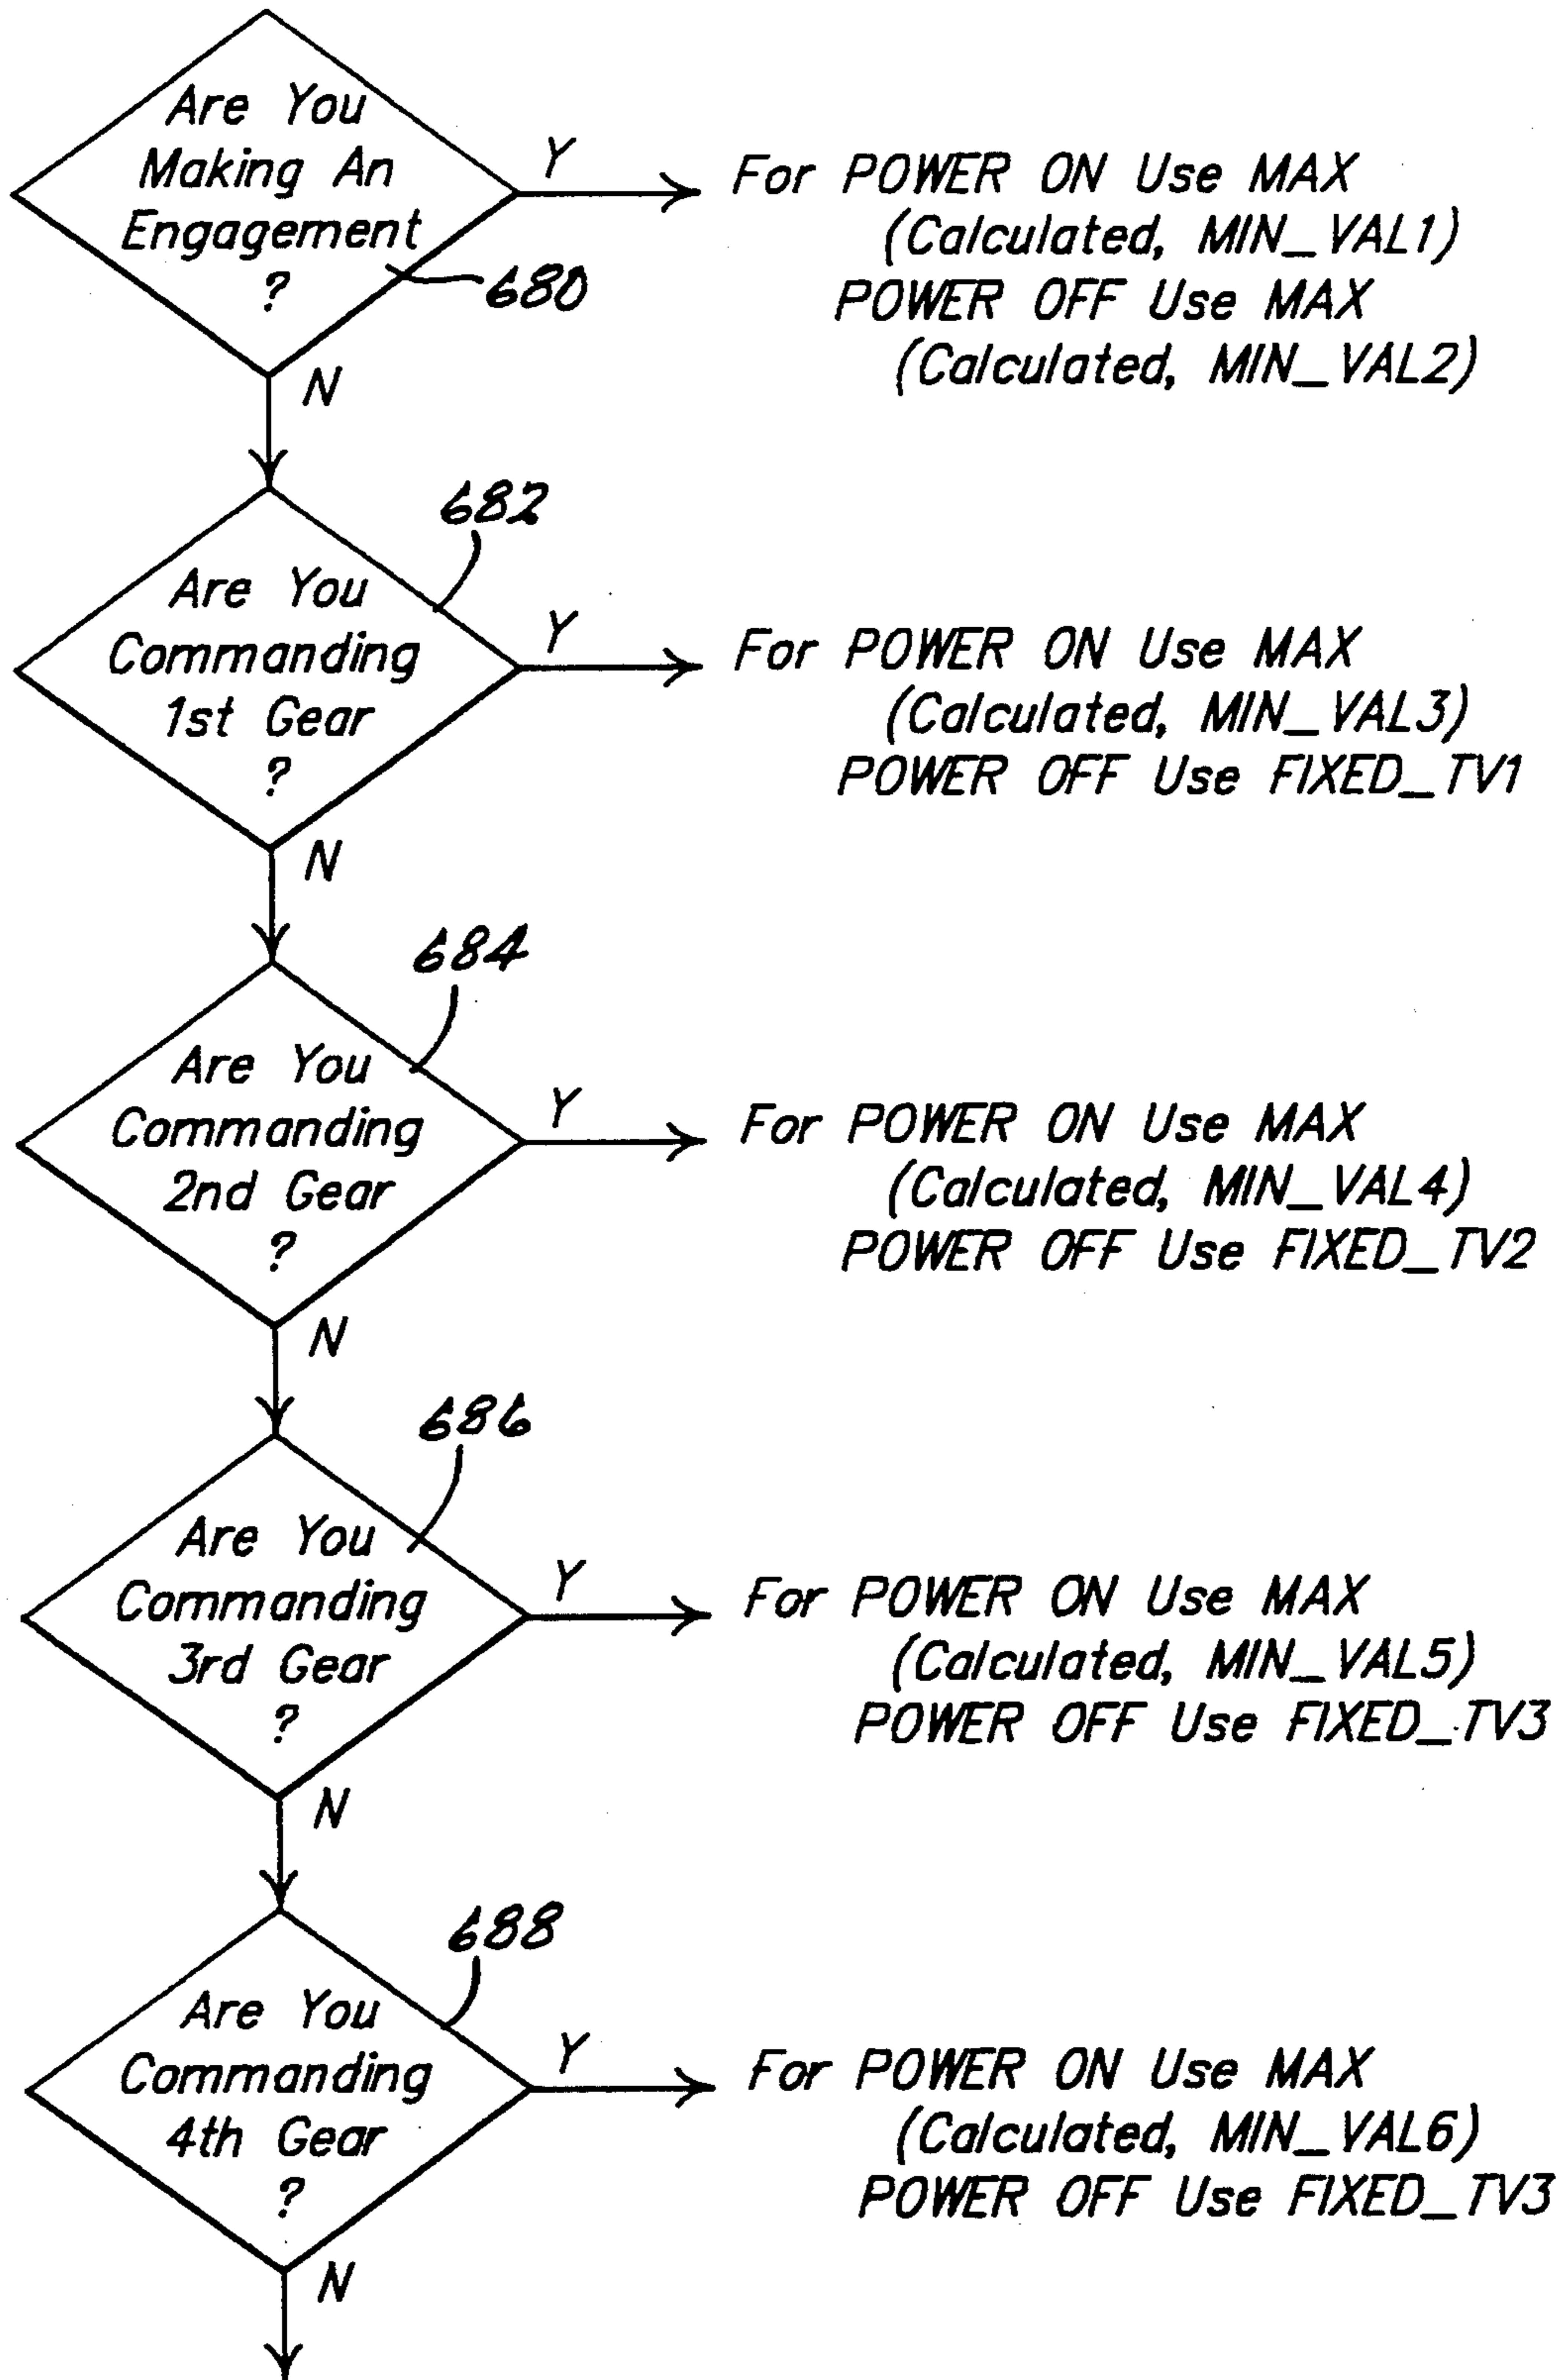 Are You
Making An
Engagement
?
680
Y
For POWER ON Use MAX
(Calculated, MIN_VAL1)
POWER OFF Use MAX
(Calculated, MIN_VAL2)
N
682
Are You
Commanding
1st Gear
?
Y
For POWER ON Use MAX
(Calculated, MIN_VAL3)
POWER OFF Use FIXED_TV1
N
684
Are You
Commanding
2nd Gear
?
Y
For POWER ON Use MAX
(Calculated, MIN_VAL4)
POWER OFF Use FIXED_TV2
N
686
Are You
Commanding
3rd Gear
?
Y
For POWER ON Use MAX
(Calculated, MIN_VAL5)
POWER OFF Use FIXED_TV3
N
688
Are You
Commanding
4th Gear
?
Y
For POWER ON Use MAX
(Calculated, MIN_VAL6)
POWER OFF Use FIXED_TV3
N